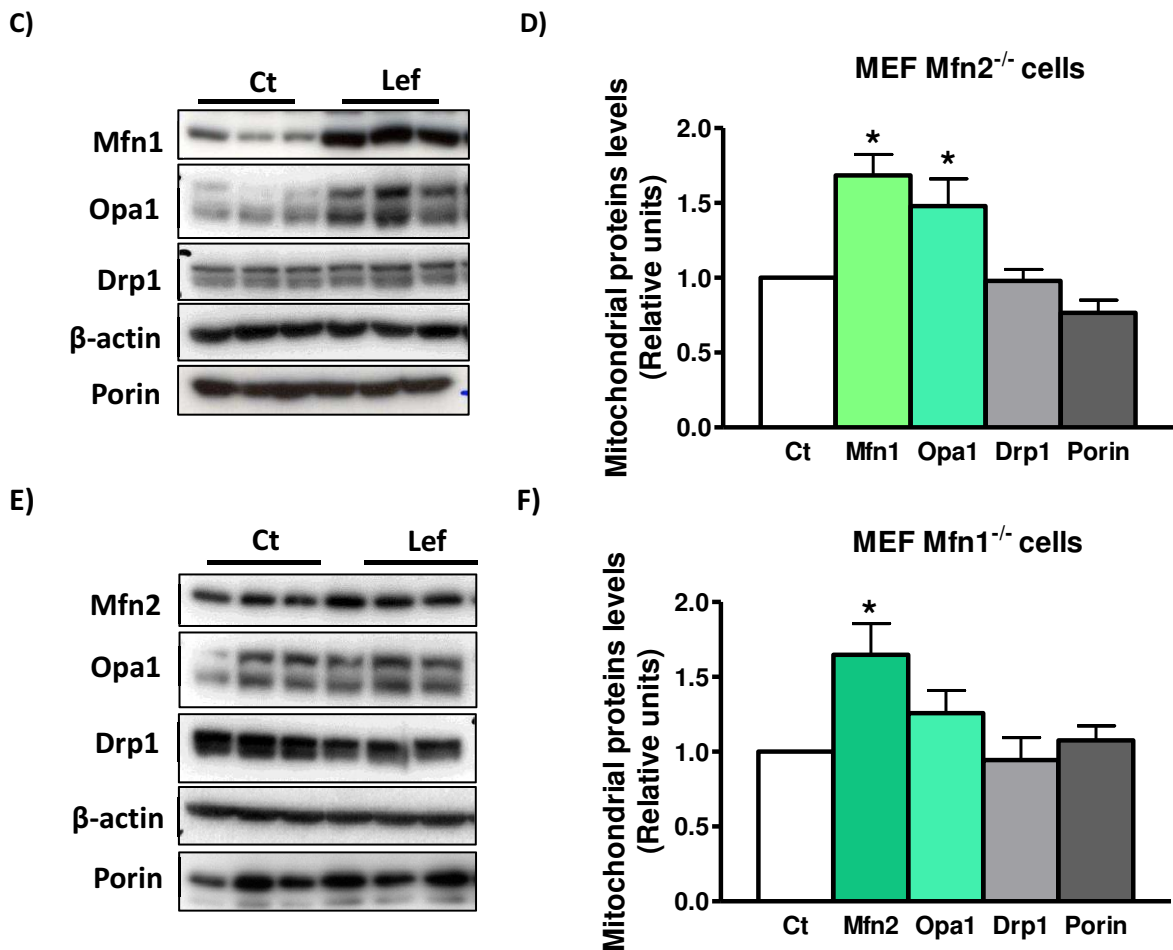 C)
Ct Lef
Mfn1
Opa1
Drp1
β-actin
Porin
D)
MEF Mfn2-/- cells
Mitochondrial proteins levels
(Relative units)
2.0
1.5
1.0
0.5
0.0
* *
Ct Mfn1 Opa1 Drp1 Porin
E)
Ct Lef
Mfn2
Opa1
Drp1
β-actin
Porin
F)
MEF Mfn1-/- cells
Mitochondrial proteins levels
(Relative units)
2.0
1.5
1.0
0.5
0.0
*
Ct Mfn2 Opa1 Drp1 Porin